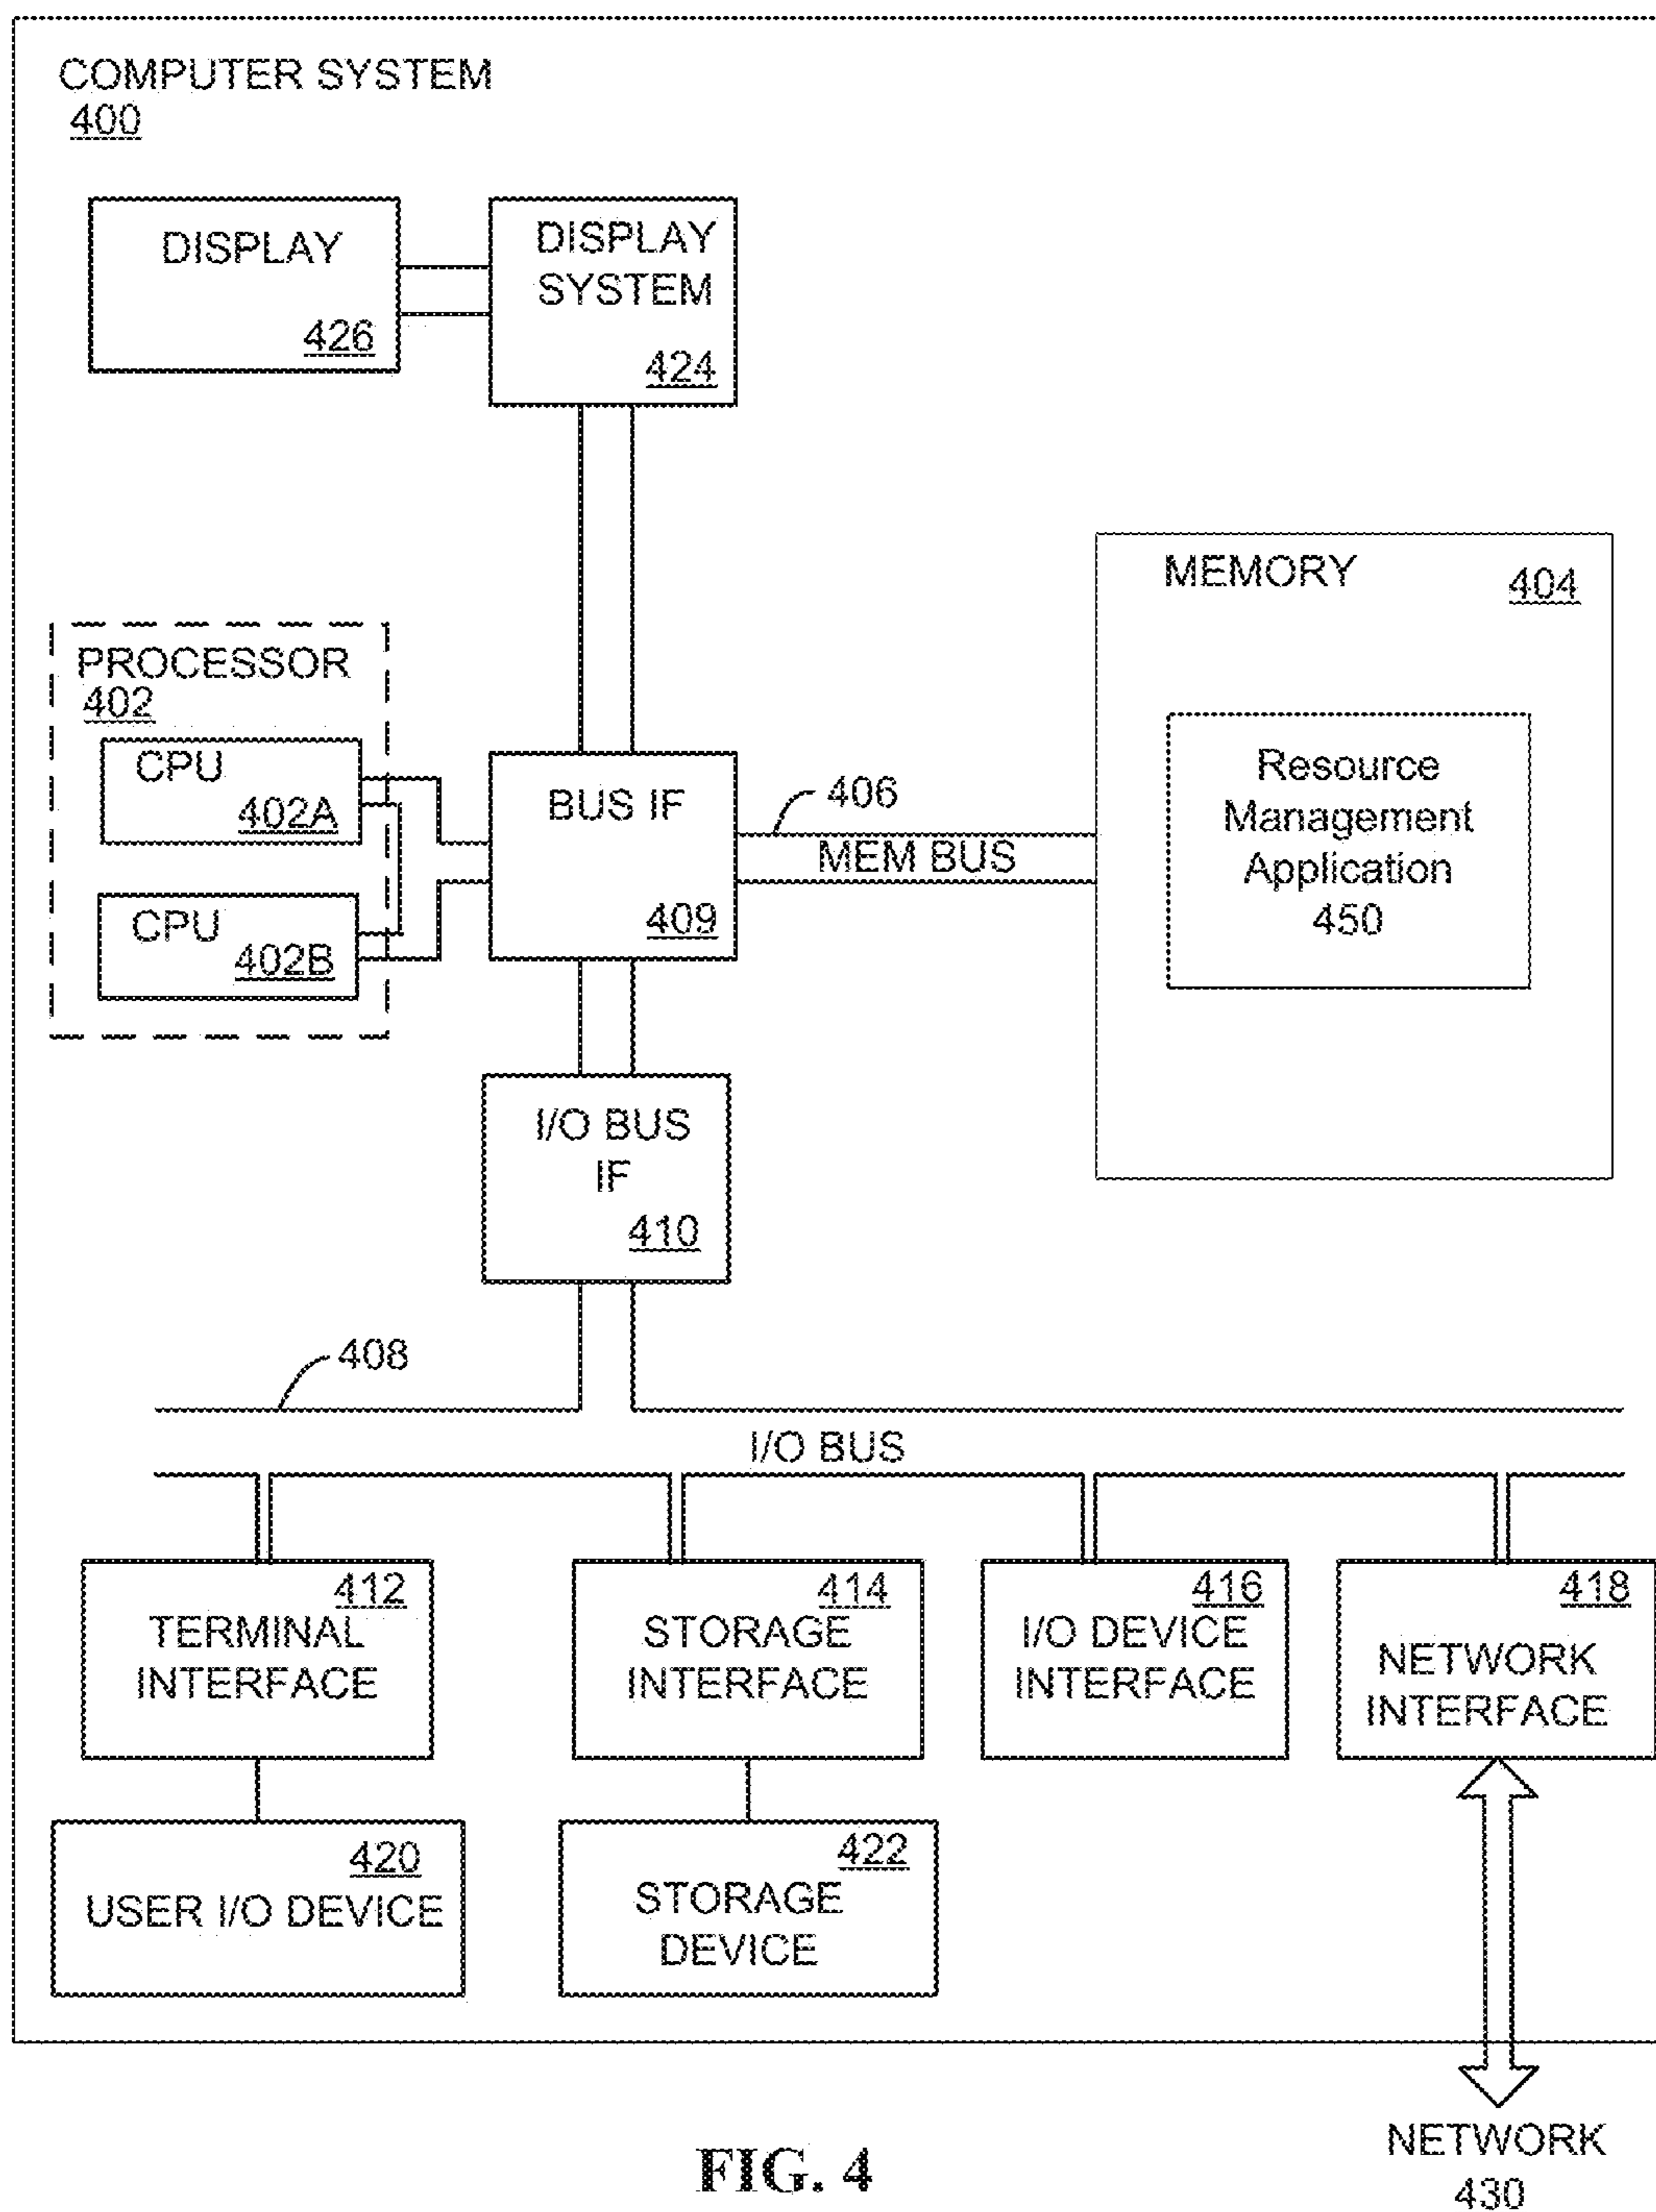 COMPUTER SYSTEM
400
DISPLAY
426
DISPLAY
SYSTEM
424
MEMORY
404
PROCESSOR
402
CPU
402A
CPU
402B
BUS IF
409
406
MEM BUS
Resource
Management
Application
450
I/O BUS
IF
410
408
I/O BUS
412
TERMINAL
INTERFACE
414
STORAGE
INTERFACE
416
I/O DEVICE
INTERFACE
418
NETWORK
INTERFACE
420
USER I/O DEVICE
422
STORAGE
DEVICE
NETWORK
430
FIG. 4